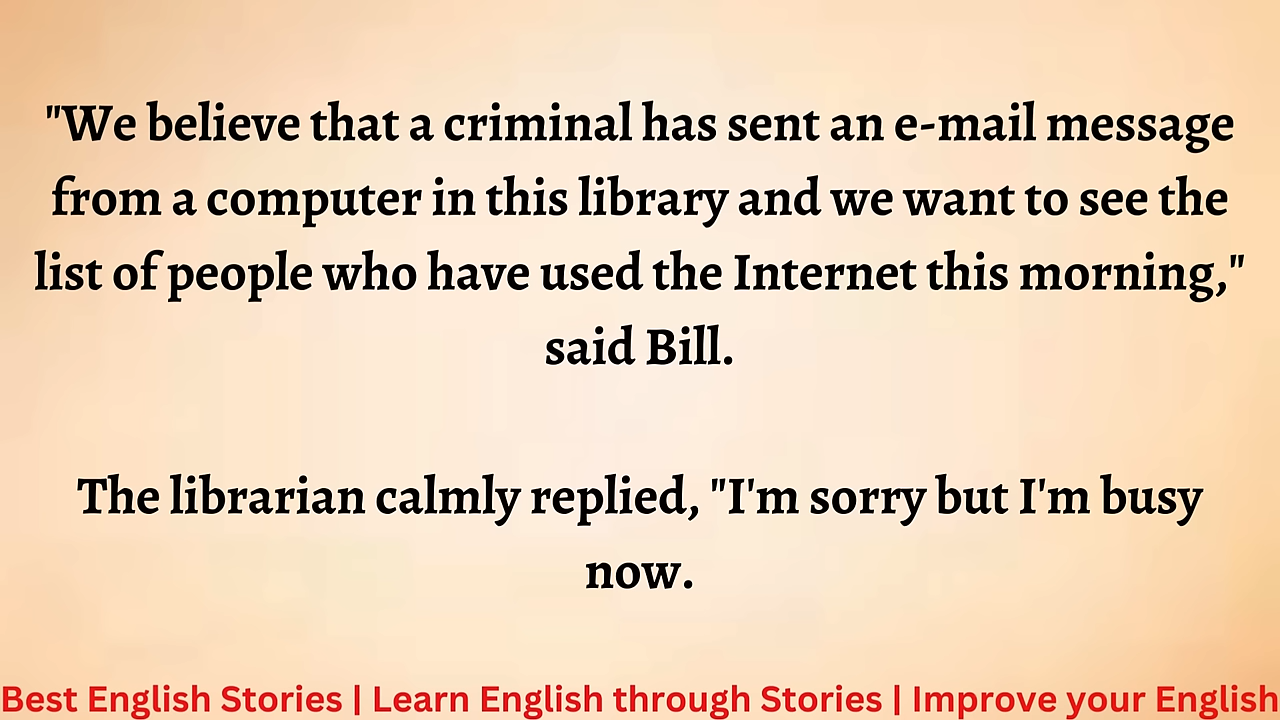 "We believe that a criminal has sent an e-mail message
from a computer in this library and we want to see the
list of people who have used the Internet this morning,"
said Bill.
The librarian calmly replied, "I'm sorry but I'm busy
now.
Best English Stories | Learn English through Stories | Improve your English